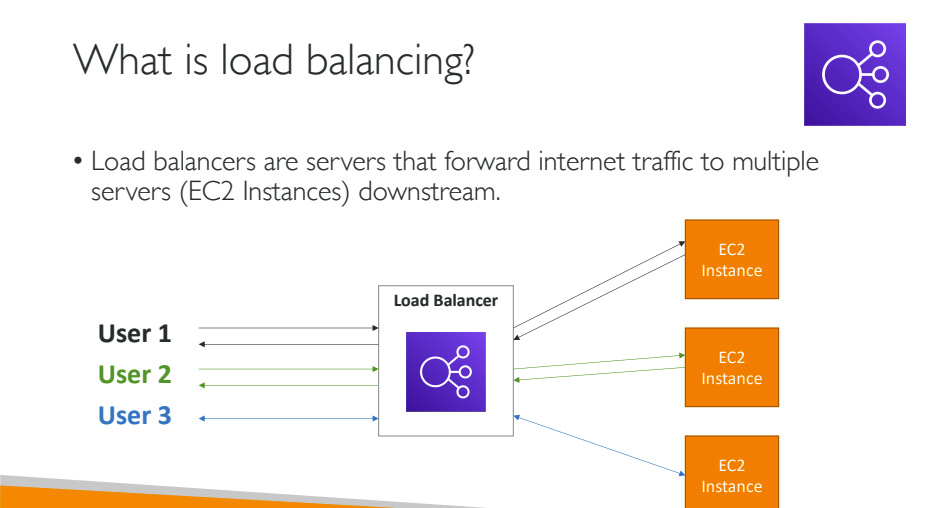 What is load balancing?
• Load balancers are servers that forward internet traffic to multiple
servers (EC2 Instances) downstream.
EC2
Instance
Load Balancer
User 1
User 2
User 3
EC2
Instance
EC2
Instance